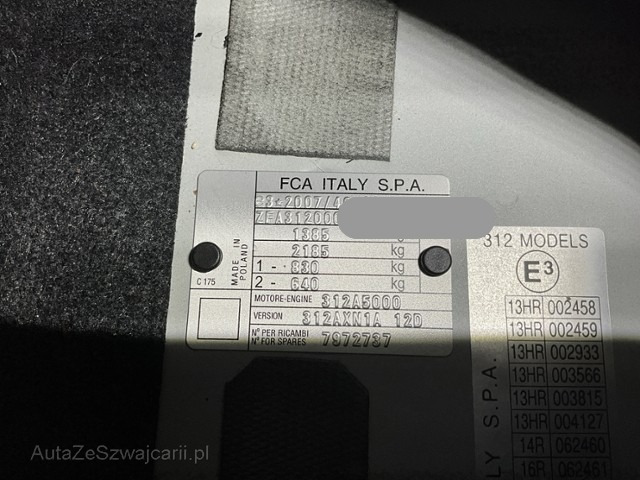 FCA ITALY S.P.A.
ZFA312000
1385 kg
2185 kg
1 - 830 kg
2 - 640 kg
MADE IN POLAND
C 175
MOTORE-ENGINE 312A5000
VERSION 312AXN1A 12D
N° PER RICAMBI
N° FOR SPARES 7972737
312 MODELS
E3
13HR 002458
13HR 002459
13HR 002933
13HR 003566
13HR 003815
13HR 004127
14R 062460
16R 062461
LY S.P.A.
AutaZeSzwajcarii.pl